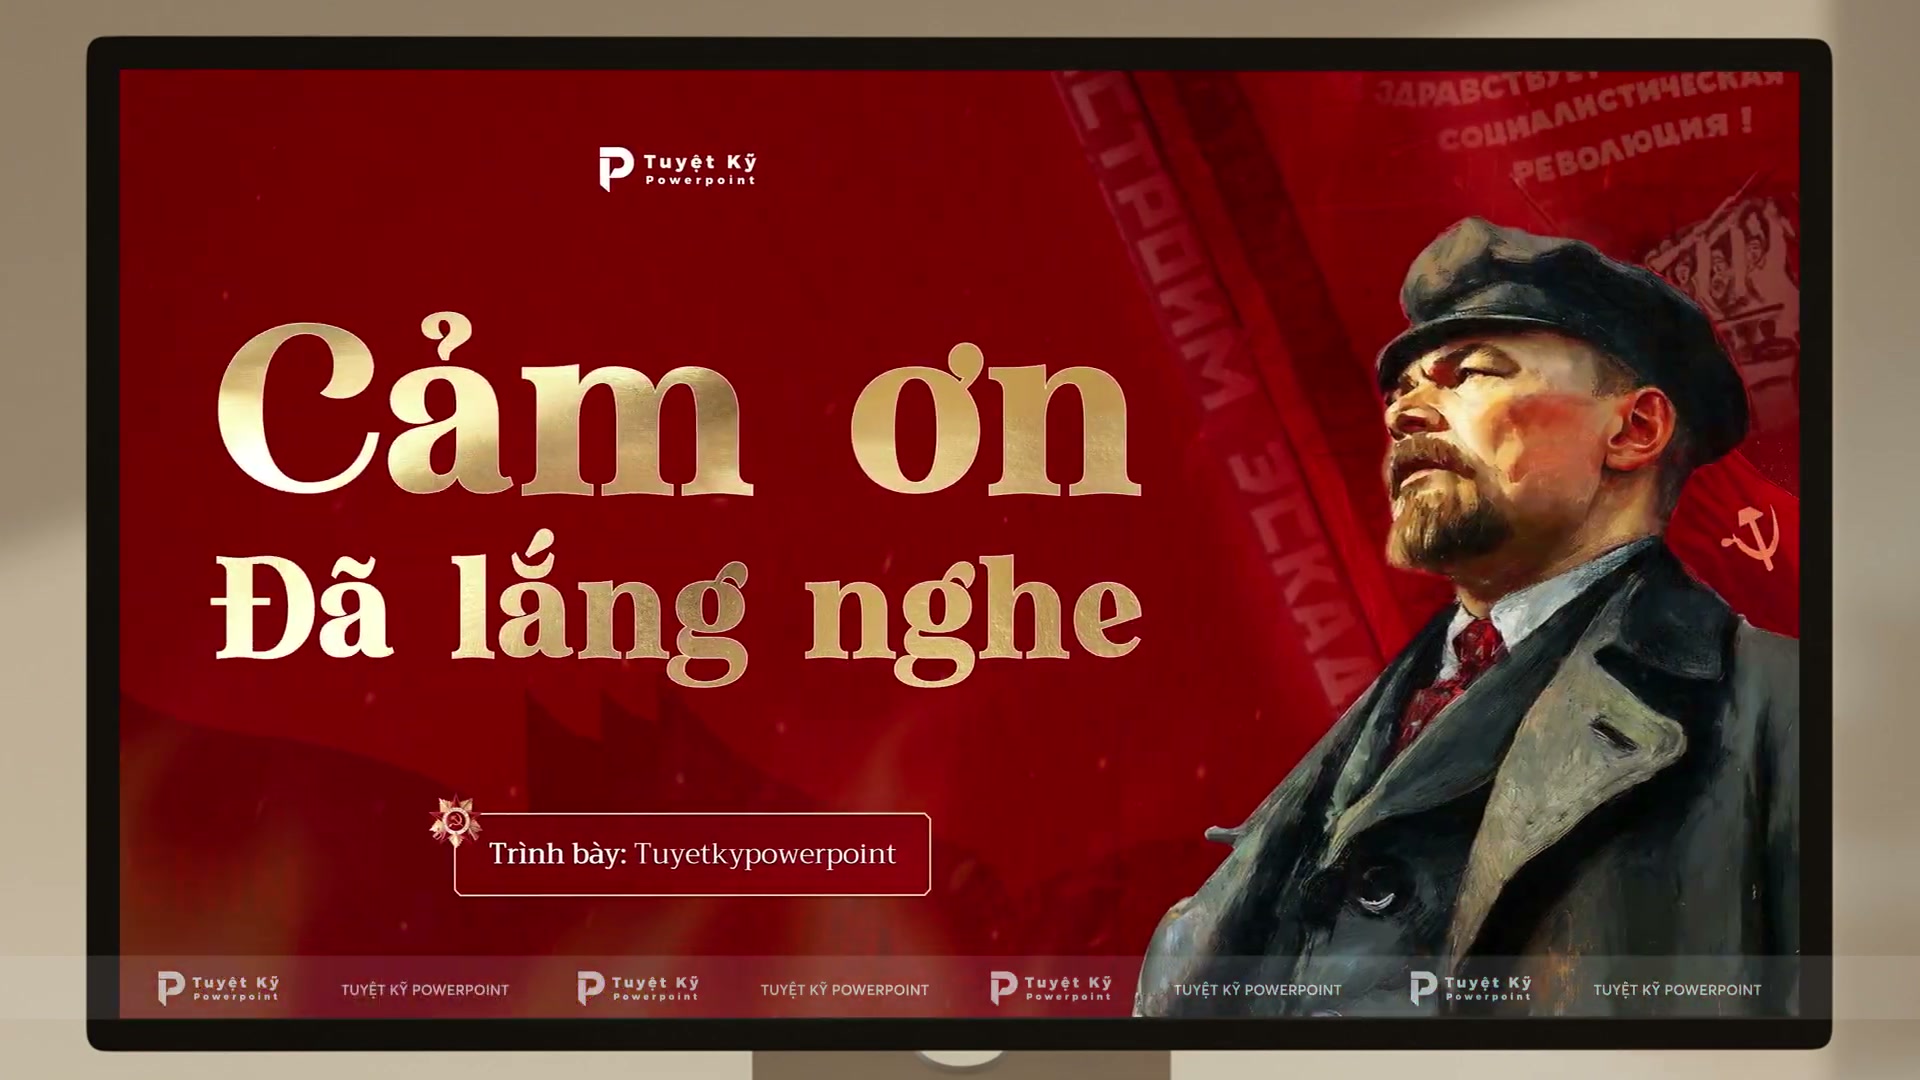 ЗДРАВСТВУЕТ
СОЦИАЛИСТИЧЕСКАЯ
РЕВОЛЮЦИЯ !
СТРОИМ ЭСКАД
Tuyệt Kỹ
Powerpoint
Cảm ơn
Đã lắng nghe
Trình bày: Tuyetkypowerpoint
Tuyệt Kỹ
Powerpoint
TUYỆT KỸ POWERPOINT
Tuyệt Kỹ
Powerpoint
TUYỆT KỸ POWERPOINT
Tuyệt Kỹ
Powerpoint
TUYỆT KỸ POWERPOINT
Tuyệt Kỹ
Powerpoint
TUYỆT KỸ POWERPOINT